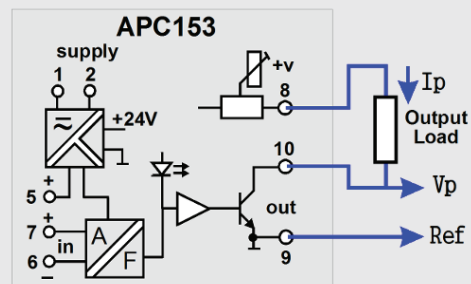 APC153
supply
1 2
+24V
+v
8
Ip
Output
Load
5 +
10
Vp
7 +
in
A
F
out
6
−
9
Ref